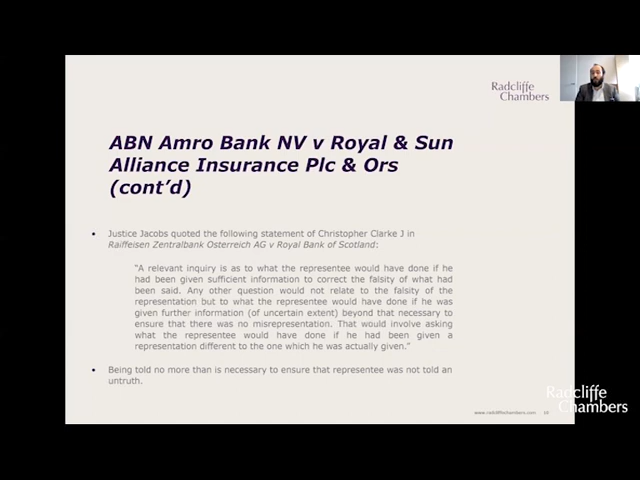 Radcliffe
Chambers
ABN Amro Bank NV v Royal & Sun
Alliance Insurance Plc & Ors
(cont’d)
• Justice Jacobs quoted the following statement of Christopher Clarke J in
Raiffeisen Zentralbank Osterreich AG v Royal Bank of Scotland:
“A relevant inquiry is as to what the representee would have done if he
had been given sufficient information to correct the falsity of what had
been said. Any other question would not relate to the falsity of the
representation but to what the representee would have done if he was
given further information (of uncertain extent) beyond that necessary to
ensure that there was no misrepresentation. That would involve asking
what the representee would have done if he had been given a
representation different to the one which he was actually given.”
• Being told no more than is necessary to ensure that representee was not told an
untruth.
www.radcliffechambers.com
Radcliffe
Chambers